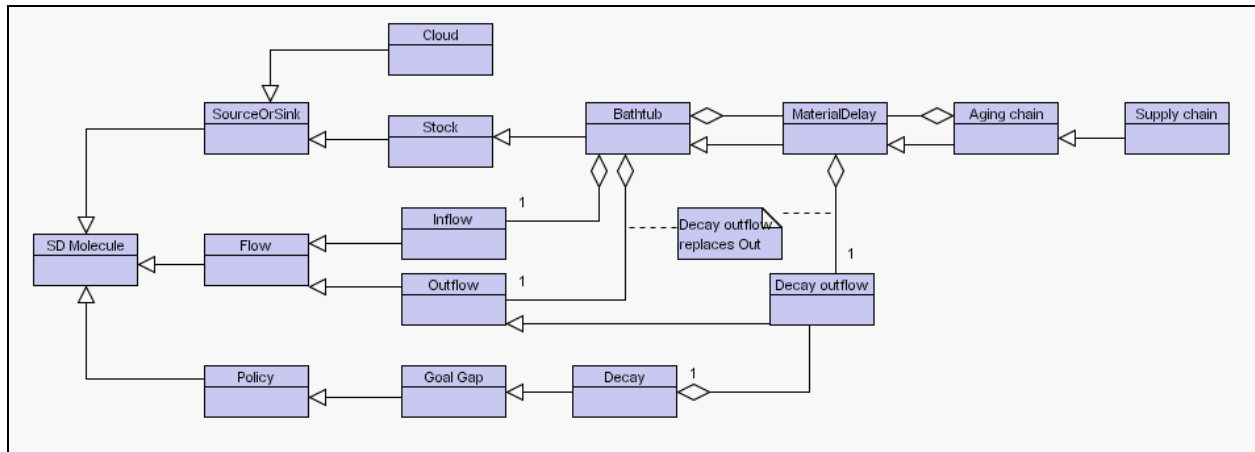 Cloud
SourceOrSink
Stock
Bathtub
MaterialDelay
Aging chain
Supply chain
1
Inflow
Decay outflow
replaces Out
SD Molecule
Flow
1
1
Outflow
Decay outflow
Policy
Goal Gap
Decay
1